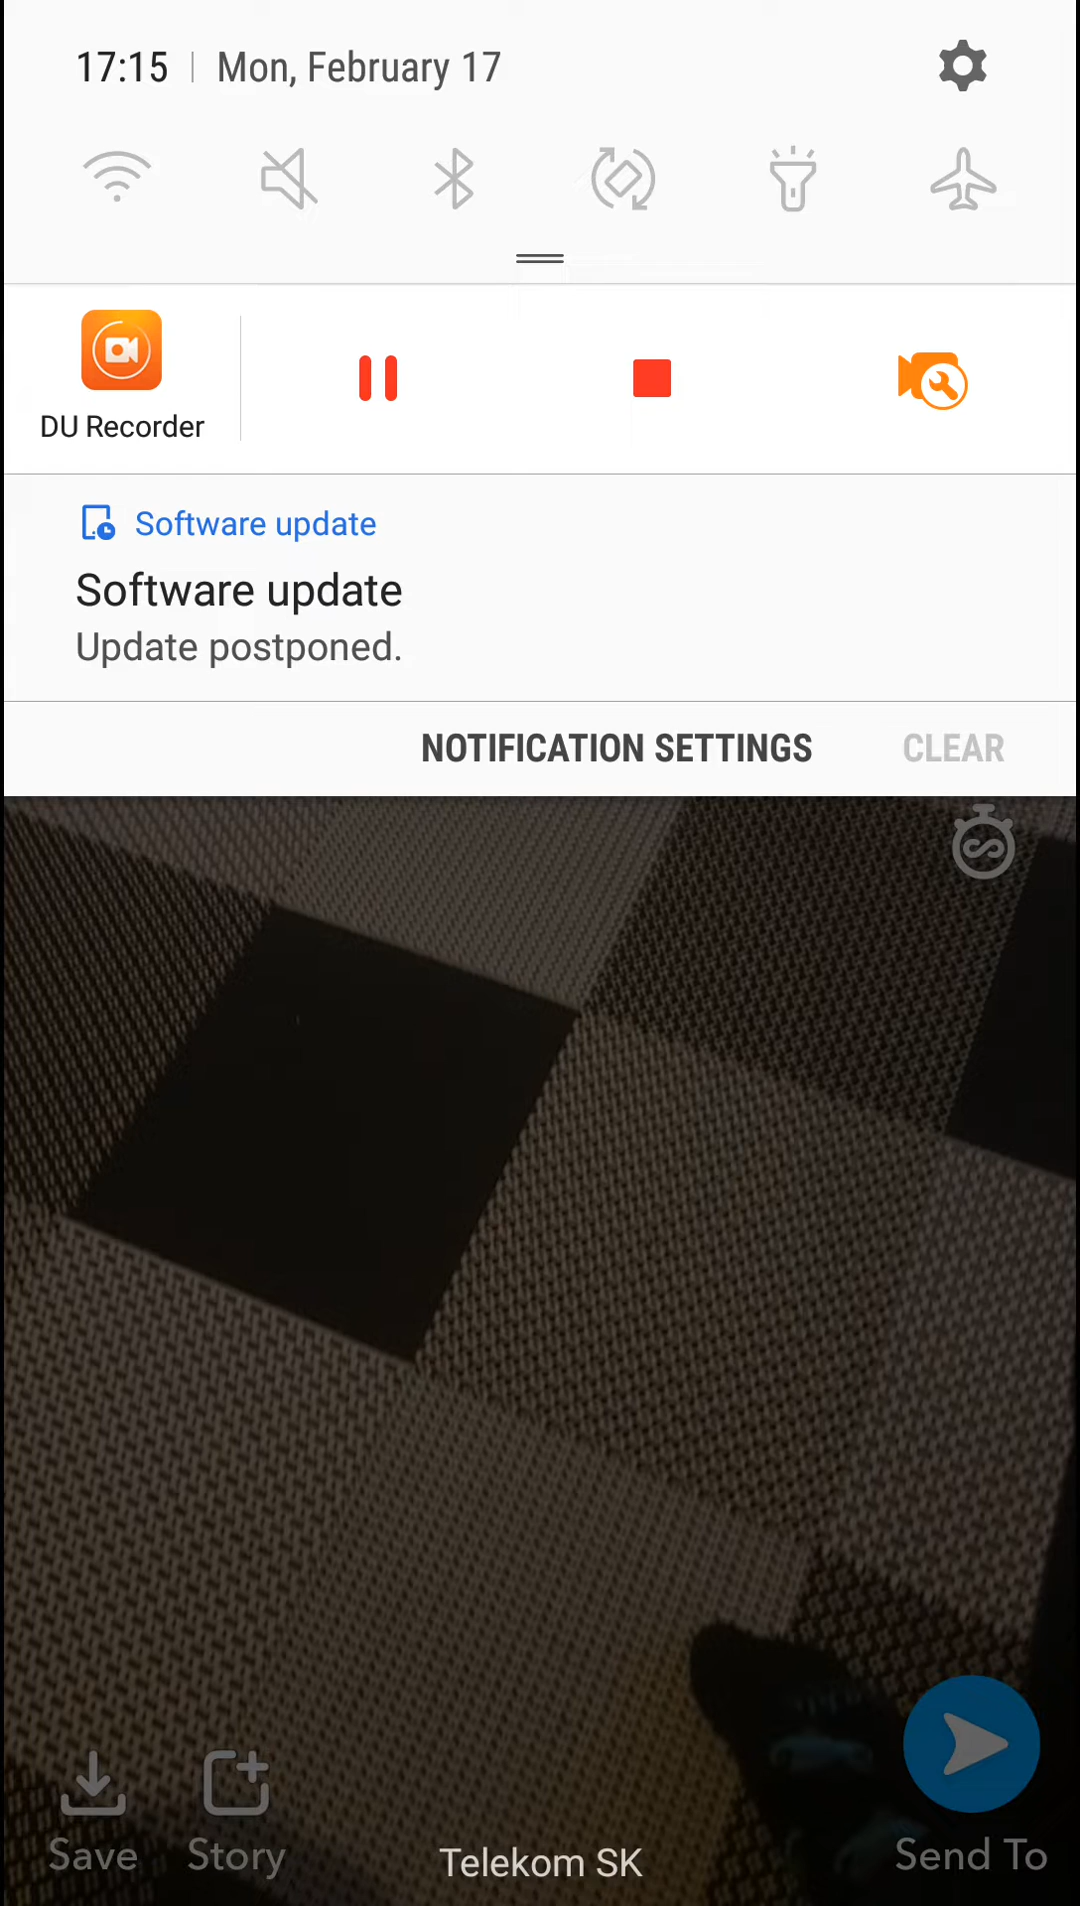 17:15 | Mon, February 17
DU Recorder
Software update
Software update
Update postponed.
NOTIFICATION SETTINGS CLEAR
Save Story Telekom SK Send To